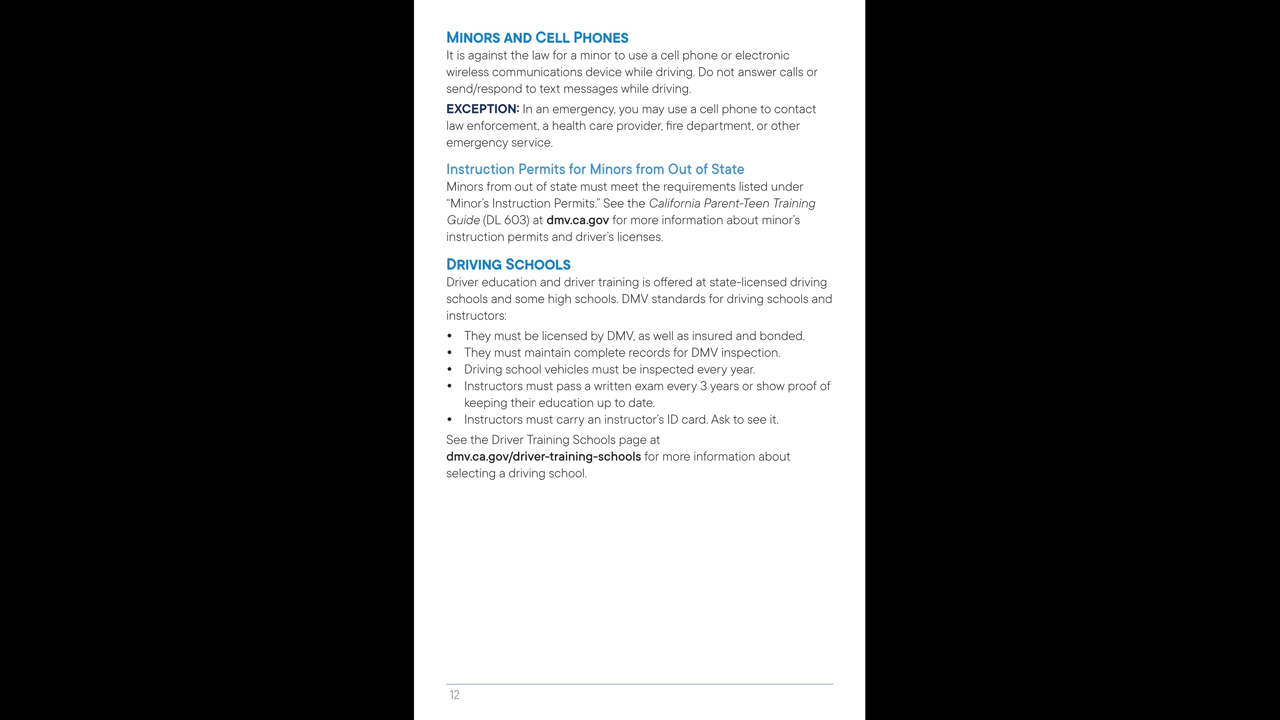 MINORS AND CELL PHONES
It is against the law for a minor to use a cell phone or electronic
wireless communications device while driving. Do not answer calls or
send/respond to text messages while driving.
EXCEPTION: In an emergency, you may use a cell phone to contact
law enforcement, a health care provider, fire department, or other
emergency service.
Instruction Permits for Minors from Out of State
Minors from out of state must meet the requirements listed under
“Minor’s Instruction Permits.” See the California Parent-Teen Training
Guide (DL 603) at dmv.ca.gov for more information about minor’s
instruction permits and driver’s licenses.
DRIVING SCHOOLS
Driver education and driver training is offered at state-licensed driving
schools and some high schools. DMV standards for driving schools and
instructors:
• They must be licensed by DMV, as well as insured and bonded.
• They must maintain complete records for DMV inspection.
• Driving school vehicles must be inspected every year.
• Instructors must pass a written exam every 3 years or show proof of
keeping their education up to date.
• Instructors must carry an instructor’s ID card. Ask to see it.
See the Driver Training Schools page at
dmv.ca.gov/driver-training-schools for more information about
selecting a driving school.
12